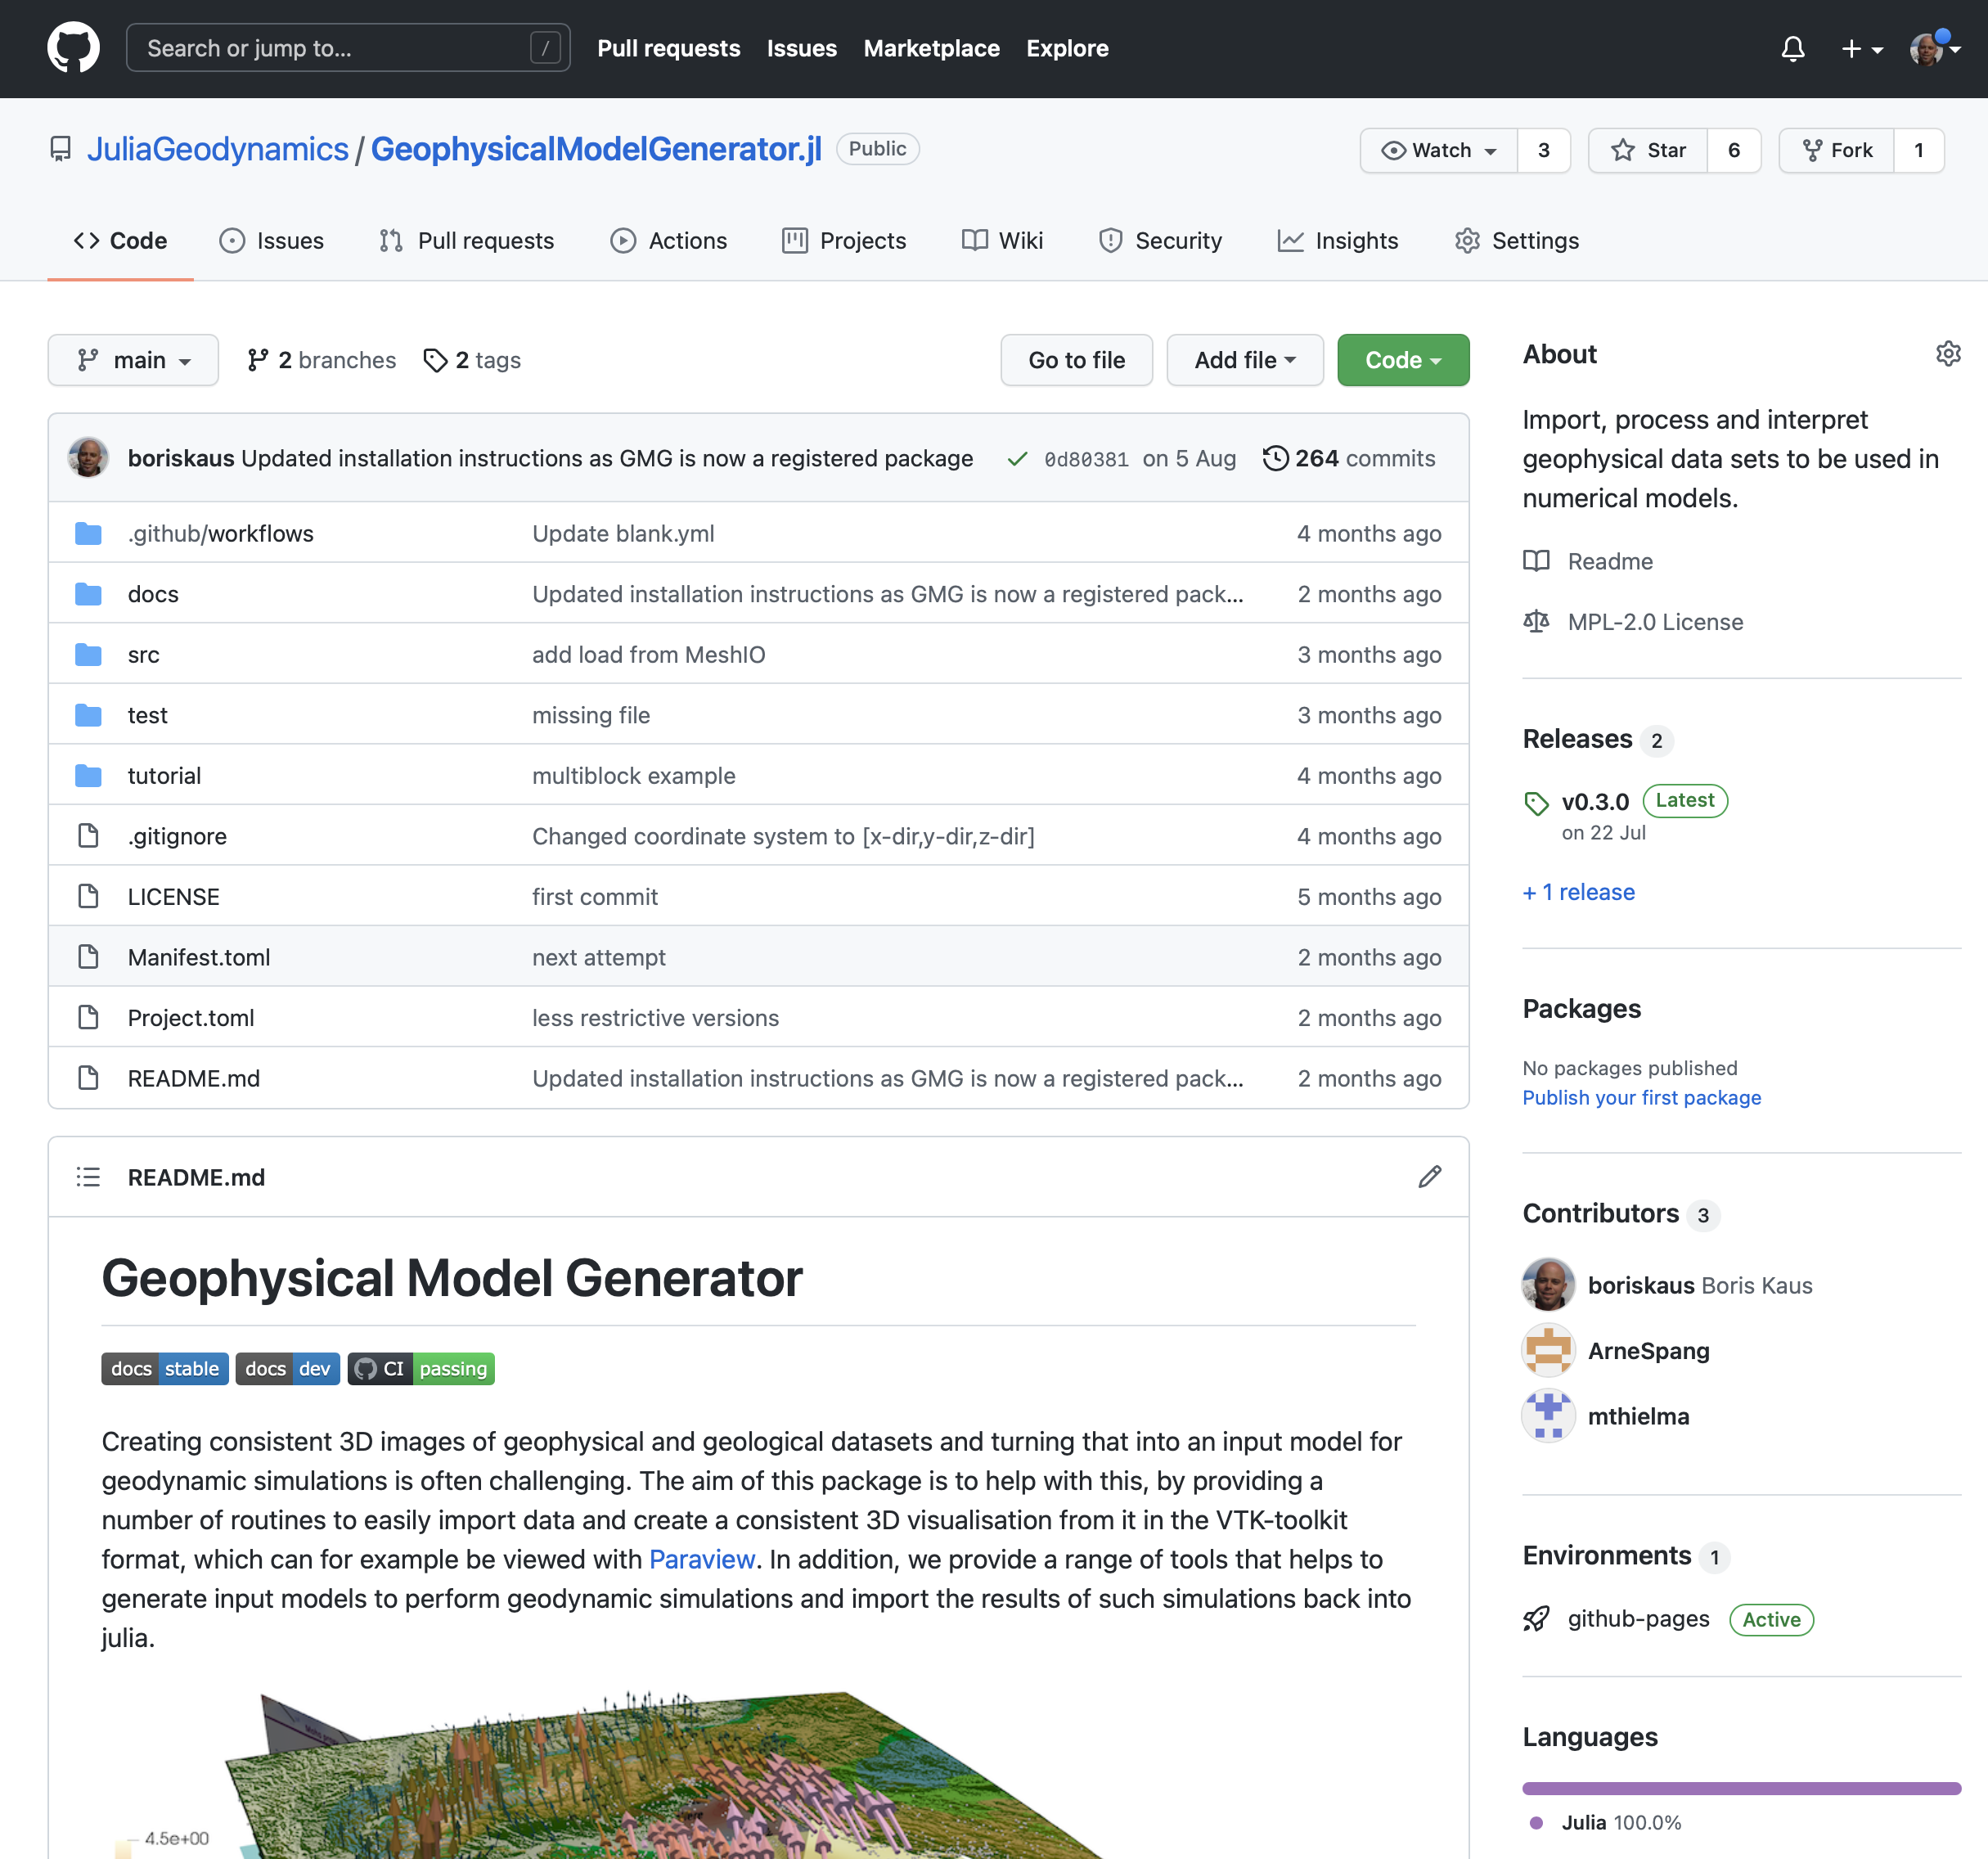 Search or jump to... /
Pull requests Issues Marketplace Explore
JuliaGeodynamics / GeophysicalModelGenerator.jl Public
Watch 3 Star 6 Fork 1
Code Issues Pull requests Actions Projects Wiki Security Insights Settings
main 2 branches 2 tags Go to file Add file Code
boriskaus Updated installation instructions as GMG is now a registered package 0d80381 on 5 Aug 264 commits
.github/workflows Update blank.yml 4 months ago
docs Updated installation instructions as GMG is now a registered pack... 2 months ago
src add load from MeshIO 3 months ago
test missing file 3 months ago
tutorial multiblock example 4 months ago
.gitignore Changed coordinate system to [x-dir,y-dir,z-dir] 4 months ago
LICENSE first commit 5 months ago
Manifest.toml next attempt 2 months ago
Project.toml less restrictive versions 2 months ago
README.md Updated installation instructions as GMG is now a registered pack... 2 months ago
README.md
Geophysical Model Generator
docs stable docs dev CI passing
Creating consistent 3D images of geophysical and geological datasets and turning that into an input model for
geodynamic simulations is often challenging. The aim of this package is to help with this, by providing a
number of routines to easily import data and create a consistent 3D visualisation from it in the VTK-toolkit
format, which can for example be viewed with Paraview. In addition, we provide a range of tools that helps to
generate input models to perform geodynamic simulations and import the results of such simulations back into
julia.
4.5e+00
About
Import, process and interpret
geophysical data sets to be used in
numerical models.
Readme
MPL-2.0 License
Releases 2
v0.3.0 Latest
on 22 Jul
+ 1 release
Packages
No packages published
Publish your first package
Contributors 3
boriskaus Boris Kaus
ArneSpang
mthielma
Environments 1
github-pages Active
Languages
Julia 100.0%